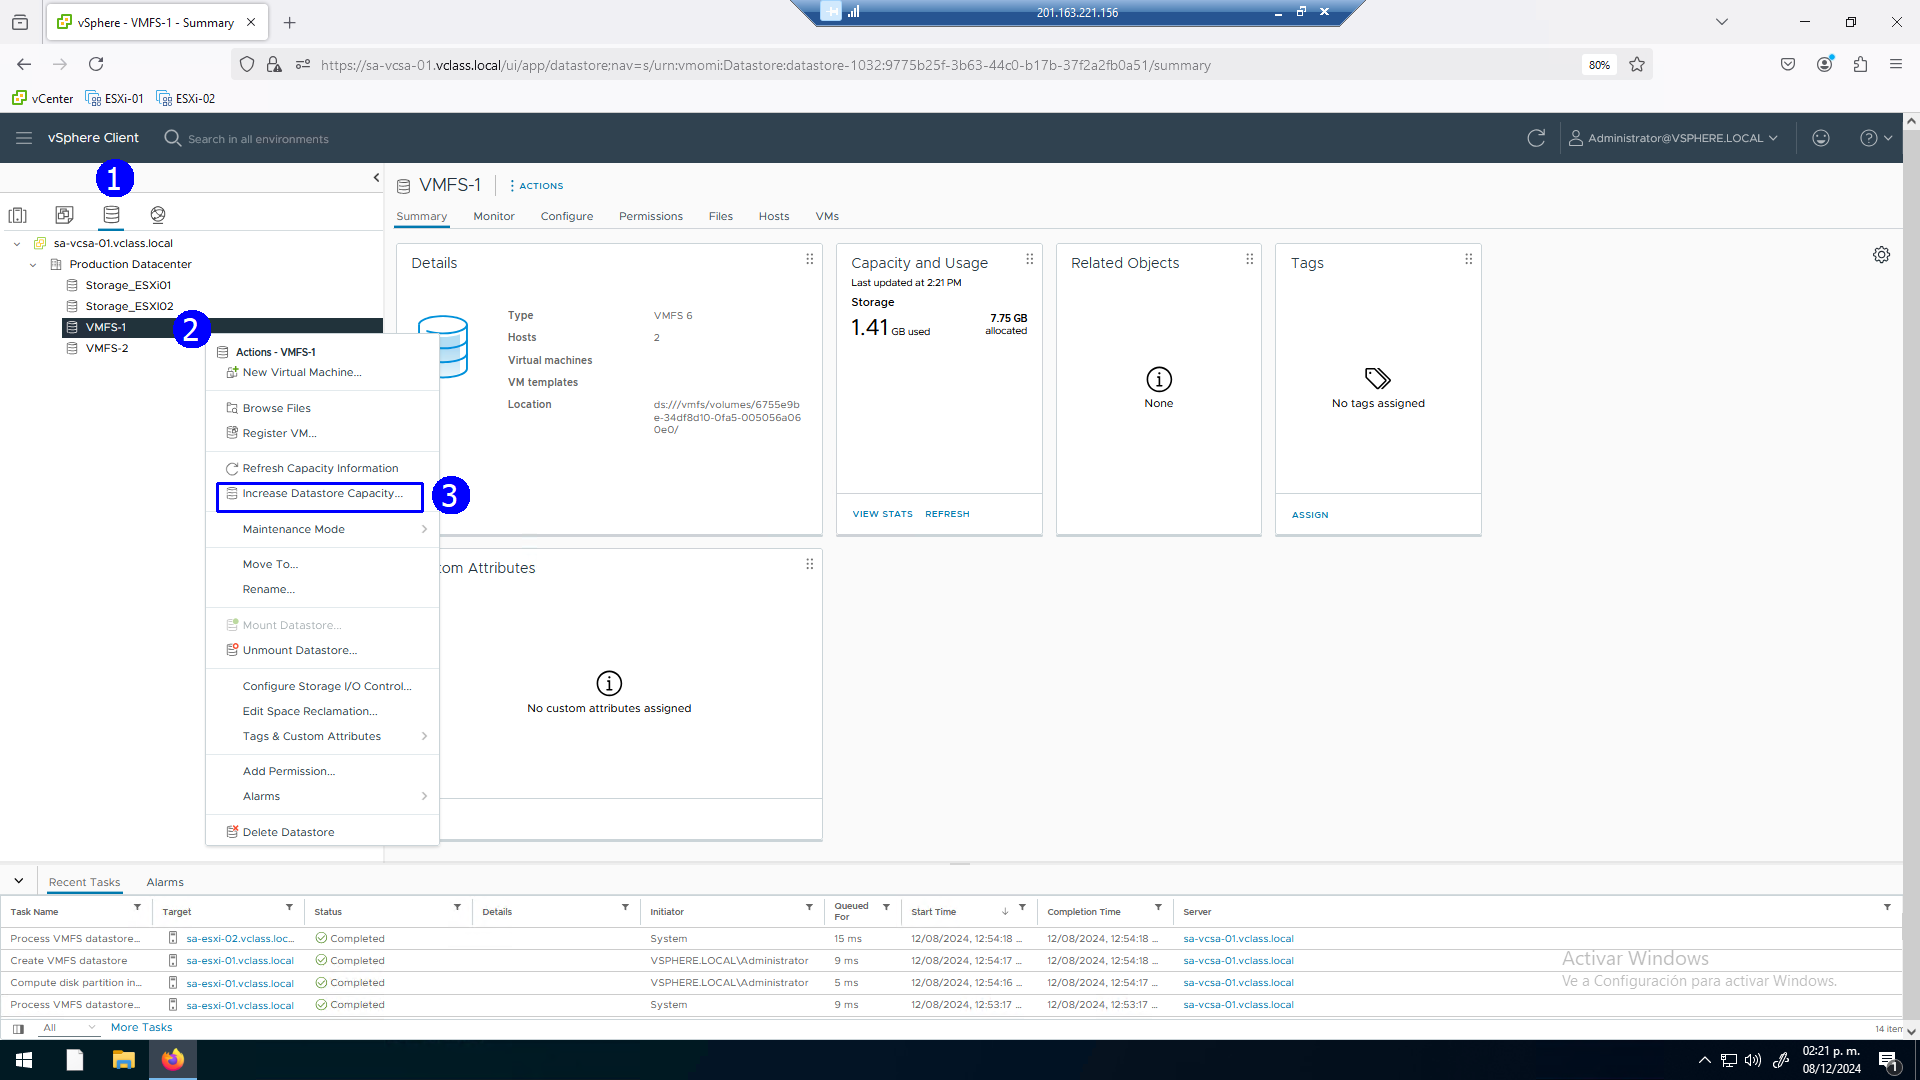 vSphere - VMFS-1 - Summary
201.163.221.156
https://sa-vcsa-01.vclass.local/ui/app/datastore;nav=s/urn:vmomi:Datastore:datastore-1032:9775b25f-3b63-44c0-b17b-37f2a2fb0a51/summary
80%
vCenter ESXi-01 ESXi-02
vSphere Client
Search in all environments
Administrator@VSPHERE.LOCAL
1
VMFS-1
ACTIONS
Summary Monitor Configure Permissions Files Hosts VMs
sa-vcsa-01.vclass.local
Production Datacenter
Storage_ESXi01
Storage_ESXI02
VMFS-1
2
VMFS-2
Actions - VMFS-1
New Virtual Machine...
Browse Files
Register VM...
Refresh Capacity Information
Increase Datastore Capacity...
3
Maintenance Mode
Move To...
Rename...
Mount Datastore...
Unmount Datastore...
Configure Storage I/O Control...
Edit Space Reclamation...
Tags & Custom Attributes
Add Permission...
Alarms
Delete Datastore
Details
Type VMFS 6
Hosts 2
Virtual machines
VM templates
Location ds:///vmfs/volumes/6755e9b
e-34df8d10-0fa5-005056a06
0e0/
Capacity and Usage
Last updated at 2:21 PM
Storage
1.41 GB used
7.75 GB
allocated
VIEW STATS REFRESH
Related Objects
None
Tags
No tags assigned
ASSIGN
tom Attributes
No custom attributes assigned
Recent Tasks Alarms
Task Name Target Status Details Initiator Queued For Start Time Completion Time Server
Process VMFS datastore... sa-esxi-02.vclass.loc... Completed System 15 ms 12/08/2024, 12:54:18 ... 12/08/2024, 12:54:18 ... sa-vcsa-01.vclass.local
Create VMFS datastore sa-esxi-01.vclass.local Completed VSPHERE.LOCAL\Administrator 9 ms 12/08/2024, 12:54:17 ... 12/08/2024, 12:54:18 ... sa-vcsa-01.vclass.local
Compute disk partition in... sa-esxi-01.vclass.local Completed VSPHERE.LOCAL\Administrator 5 ms 12/08/2024, 12:54:16 ... 12/08/2024, 12:54:17 ... sa-vcsa-01.vclass.local
Process VMFS datastore... sa-esxi-01.vclass.local Completed System 9 ms 12/08/2024, 12:53:17 ... 12/08/2024, 12:53:17 ... sa-vcsa-01.vclass.local
Activar Windows
Ve a Configuración para activar Windows.
All More Tasks
14 item
02:21 p. m.
08/12/2024
1